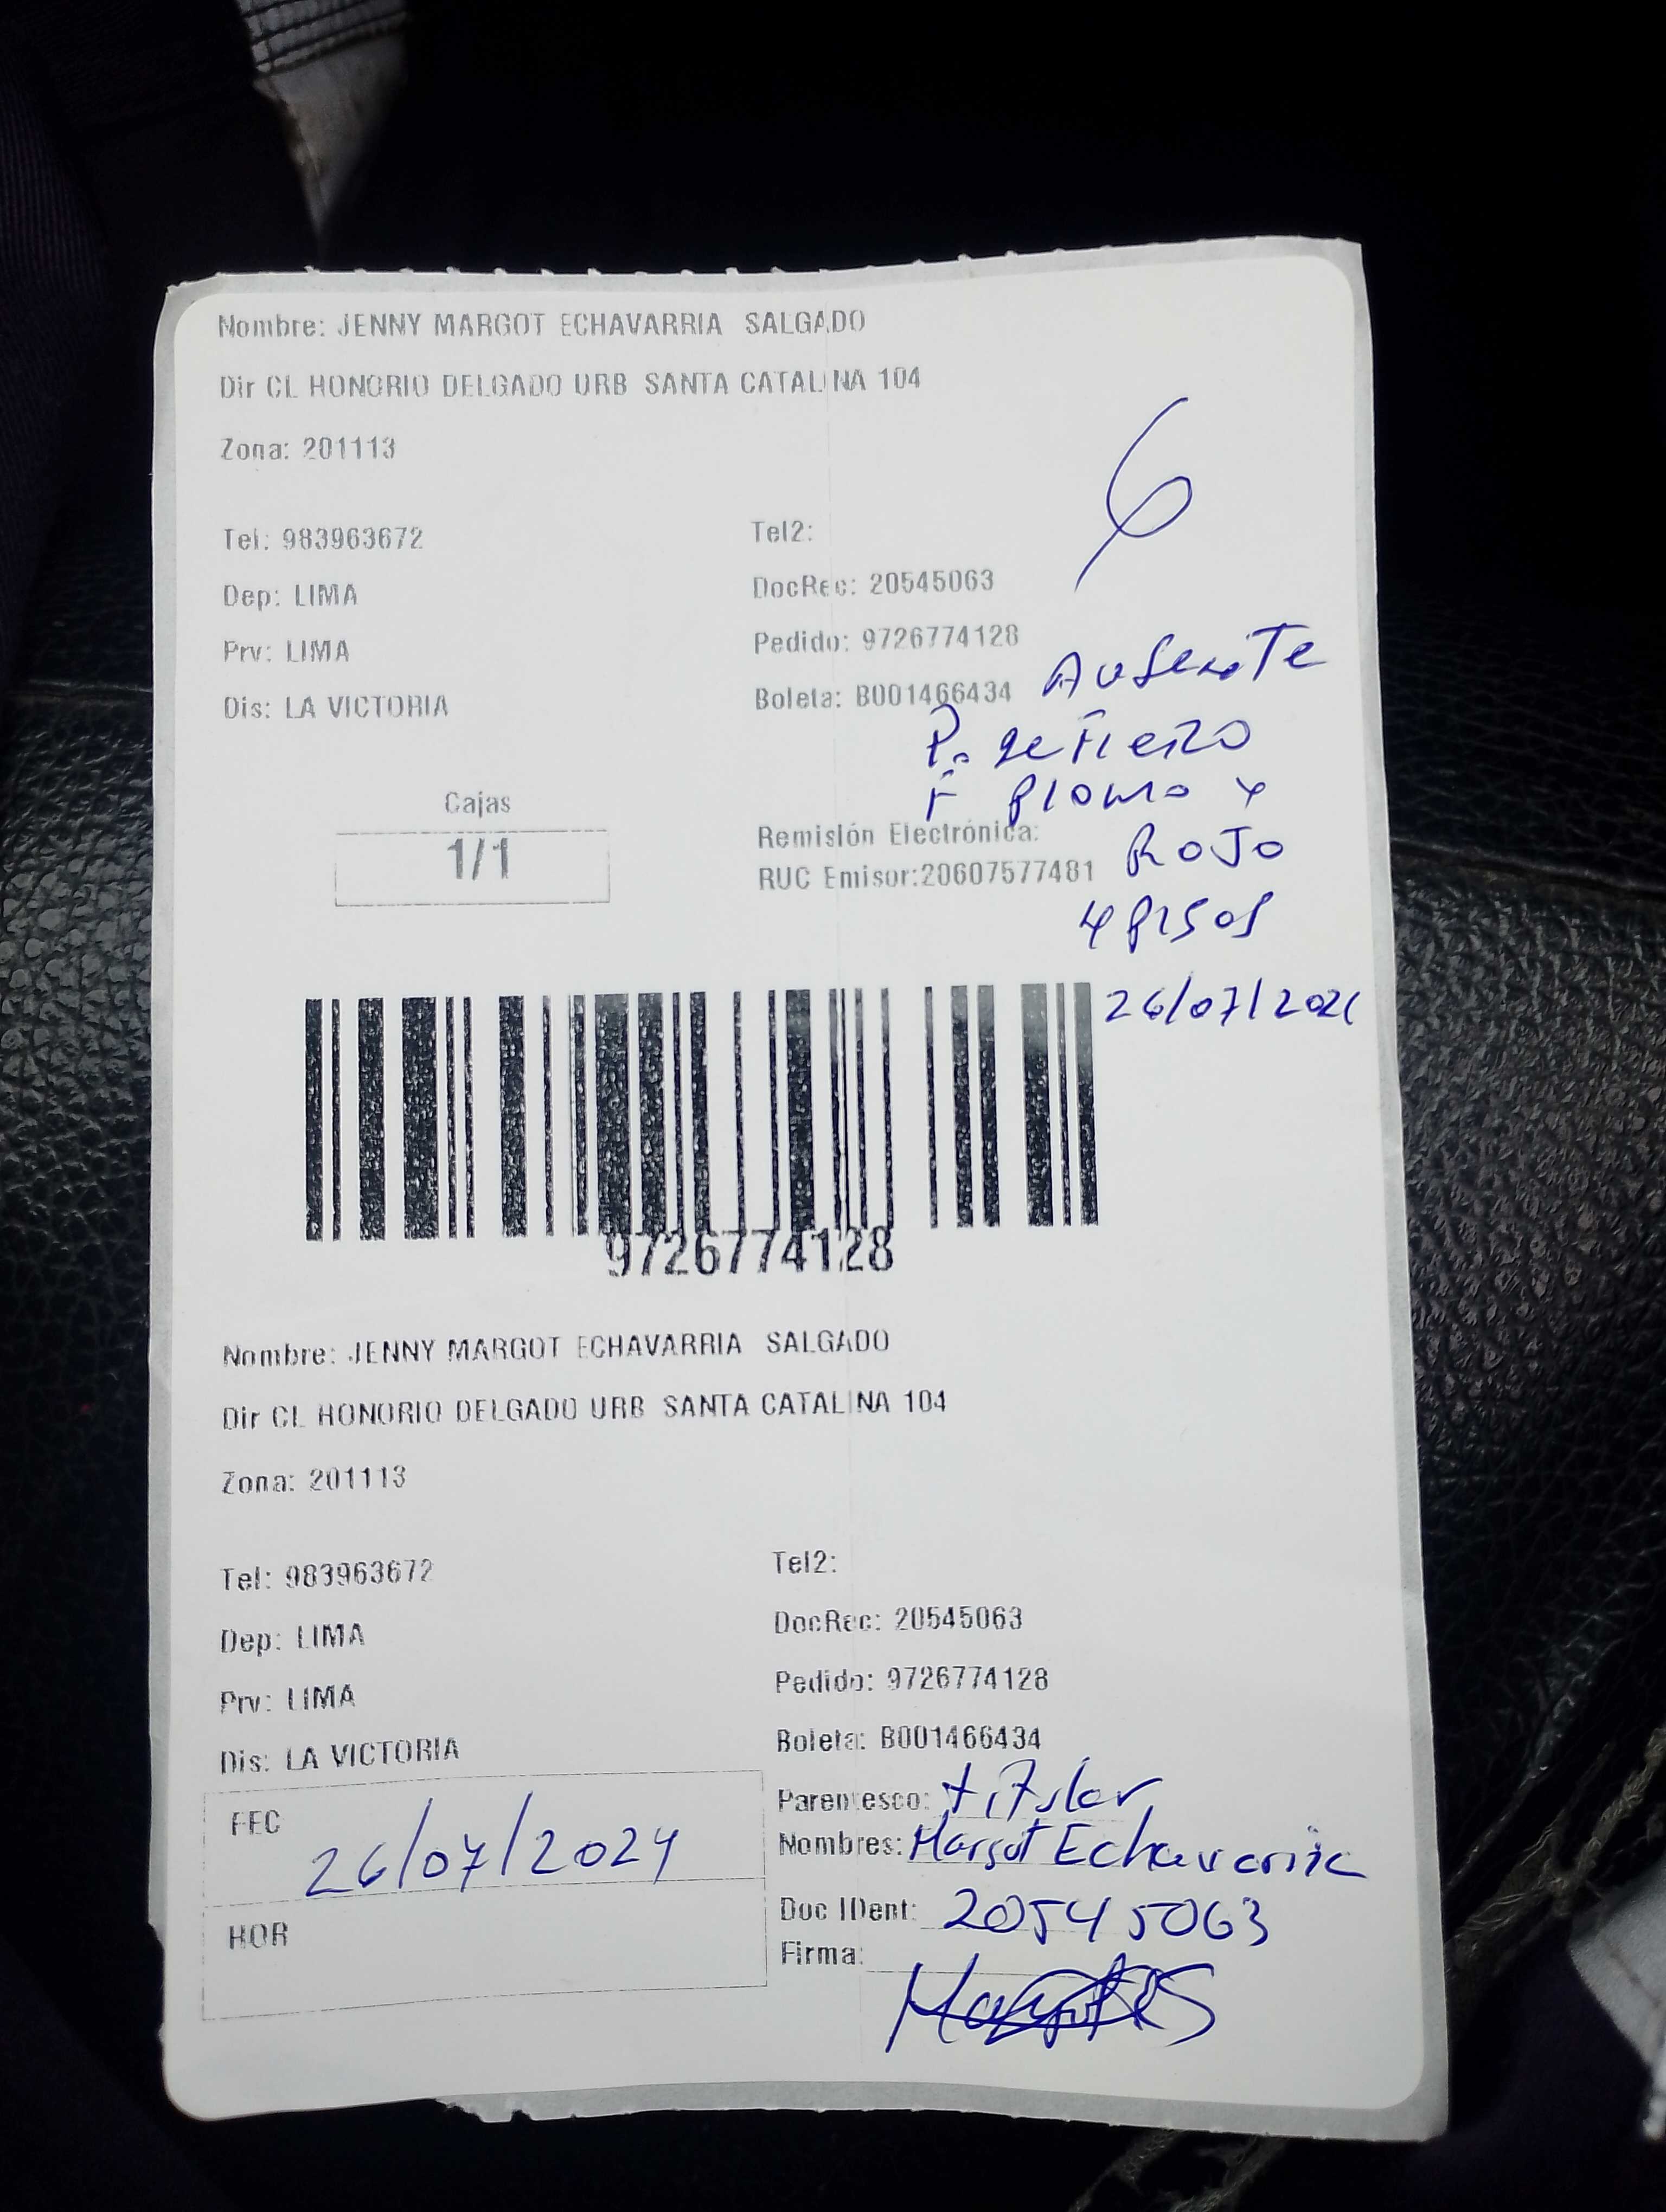 Nombre: JENNY MARGOT ECHAVARRIA SALGADO
Dir CL HONORIO DELGADO URB SANTA CATALINA 104
Zona: 201113
6
Tel: 983963672
Tel2:
Dep: LIMA
DocRec: 20545063
Prv: LIMA
Pedido: 9726774128
Ausente
Dis: LA VICTORIA
Boleta: B001466434
P. de Fierro
F Plomo y
Cajas
1/1
Remisión Electrónica:
Rojo
RUC Emisor:20607577481
4 Pisos
26/07/202
9726774128
Nombre: JENNY MARGOT ECHAVARRIA SALGADO
Dir CL HONORIO DELGADO URB SANTA CATALINA 104
Zona: 201113
Tel: 983963672
Tel2:
Dep: LIMA
DocRec: 20545063
Prv: LIMA
Pedido: 9726774128
Dis: LA VICTORIA
Boleta: B001466434
Parentesco: titular
FEC 26/07/2024
Nombres: Margot Echavarria
Doc IDent: 20545063
HOR
Firma: